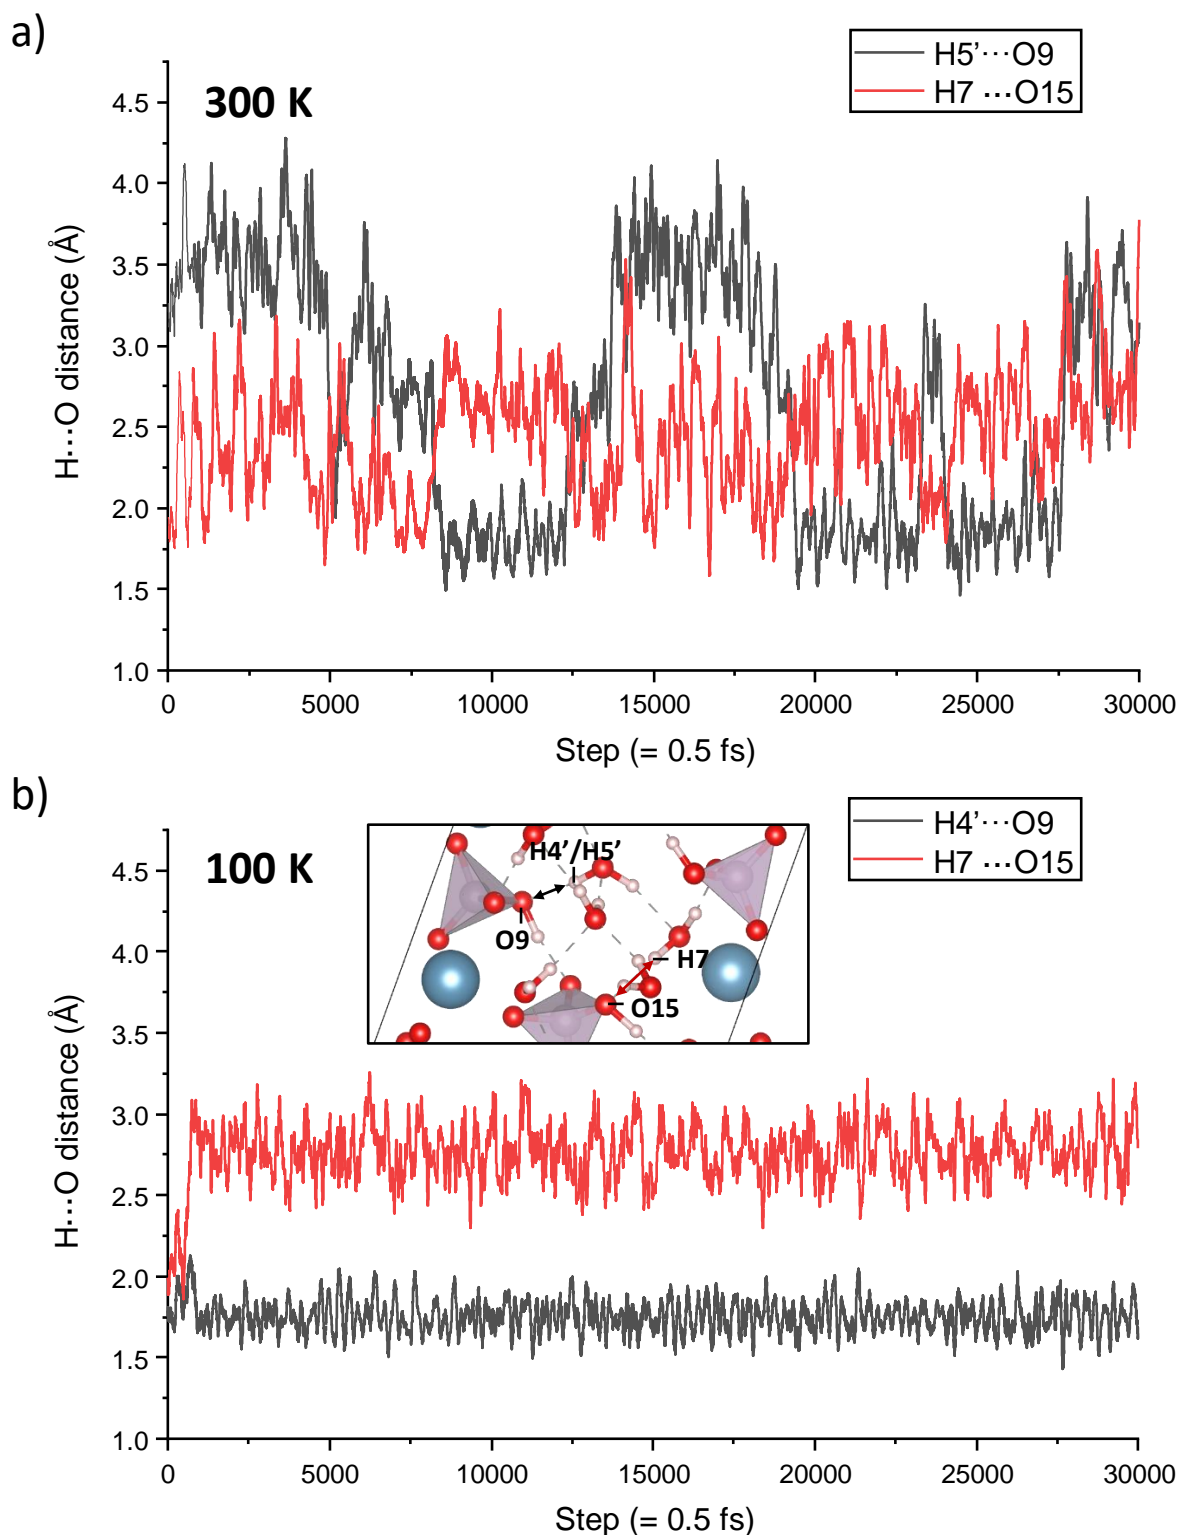 a)
H5'···O9
H7 ···O15
300 K
4.5
4.0
3.5
3.0
2.5
2.0
1.5
1.0
H···O distance (Å)
0 5000 10000 15000 20000 25000 30000
Step (= 0.5 fs)
b)
H4'···O9
H7 ···O15
100 K
H4'/H5'
O9
H7
O15
4.5
4.0
3.5
3.0
2.5
2.0
1.5
1.0
H···O distance (Å)
0 5000 10000 15000 20000 25000 30000
Step (= 0.5 fs)